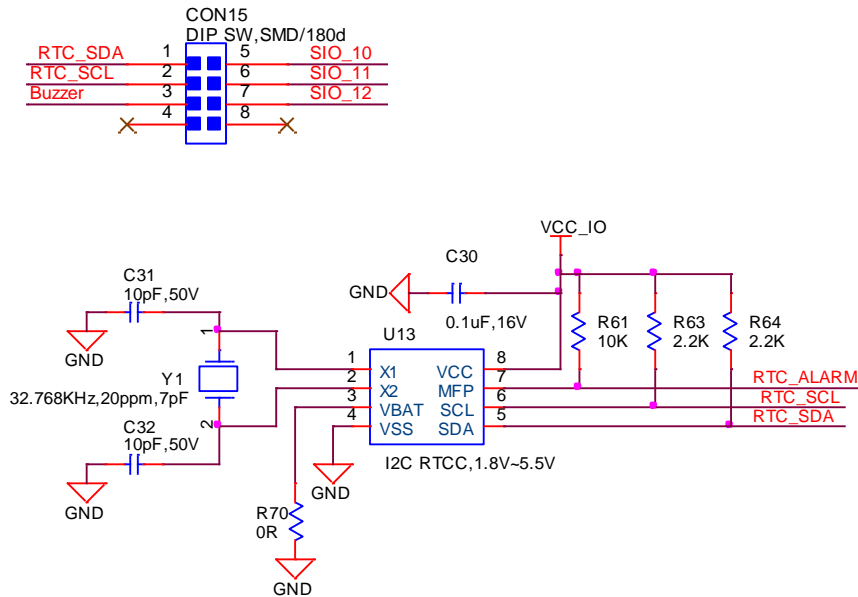 CON15
DIP SW,SMD/180d
RTC_SDA 1 5 SIO_10
RTC_SCL 2 6 SIO_11
Buzzer 3 7 SIO_12
4 8
VCC_IO
C30
GND
0.1uF,16V
C31
10pF,50V
GND
1
Y1
32.768KHz,20ppm,7pF
2
C32
10pF,50V
GND
R61
10K
R63
2.2K
R64
2.2K
U13
1 X1 VCC 8
2 X2 MFP 7 RTC_ALARM
3 VBAT SCL 6 RTC_SCL
4 VSS SDA 5 RTC_SDA
I2C RTCC,1.8V~5.5V
GND
R70
0R
GND